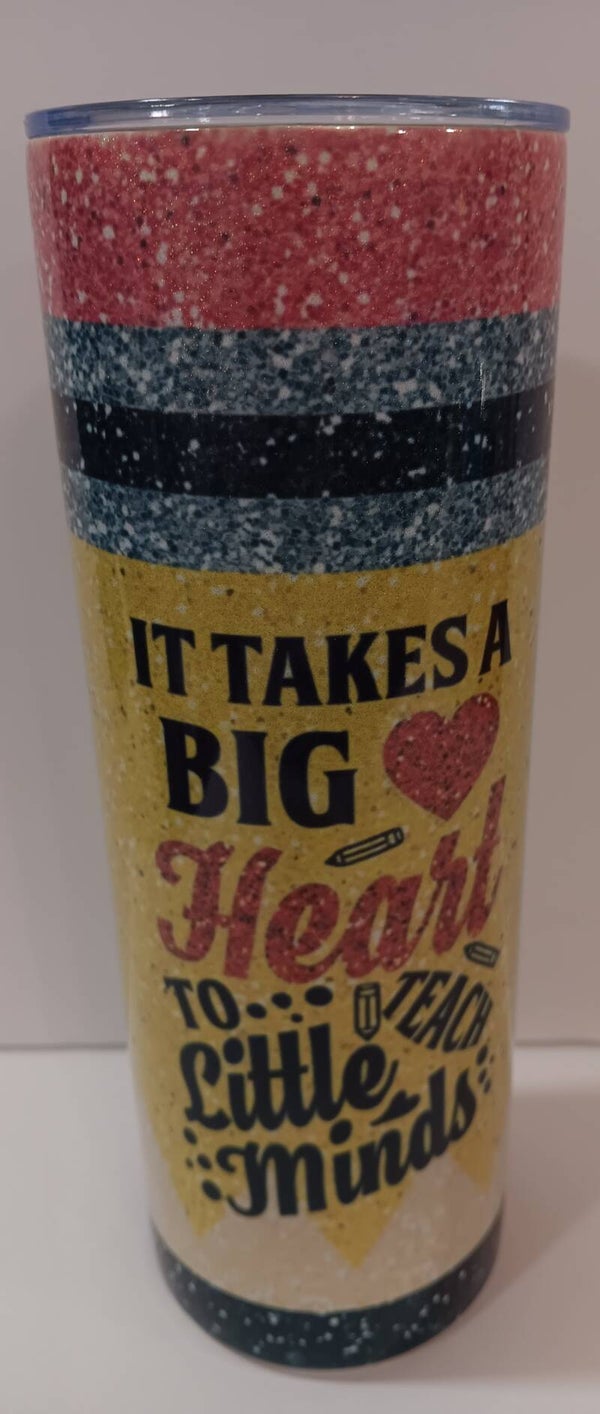 IT TAKES A
BIG
Heart
TO TEACH
Little
Minds